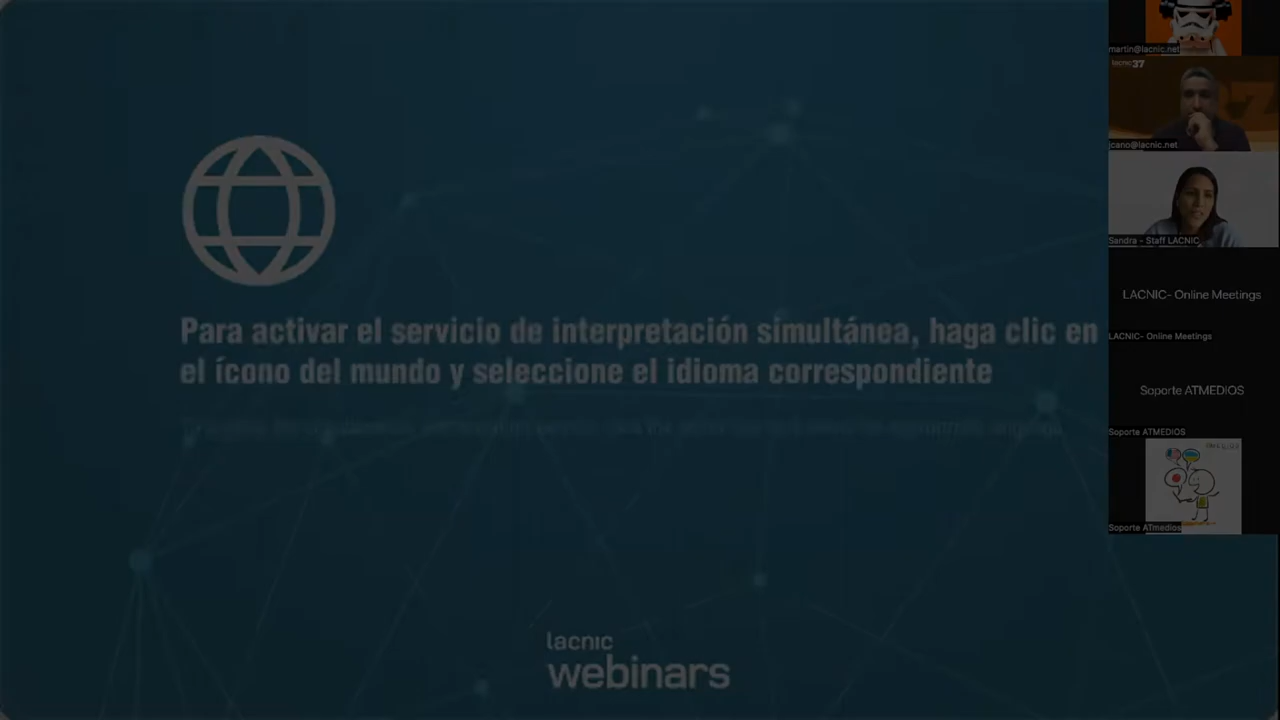 martin@lacnic.net
lacnic 37
jcano@lacnic.net
Sandra - Staff LACNIC
LACNIC- Online Meetings
LACNIC- Online Meetings
Soporte ATMEDIOS
Soporte ATMEDIOS
Soporte ATmedios
Para activar el servicio de interpretación simultánea, haga clic en
el ícono del mundo y seleccione el idioma correspondiente
lacnic
webinars